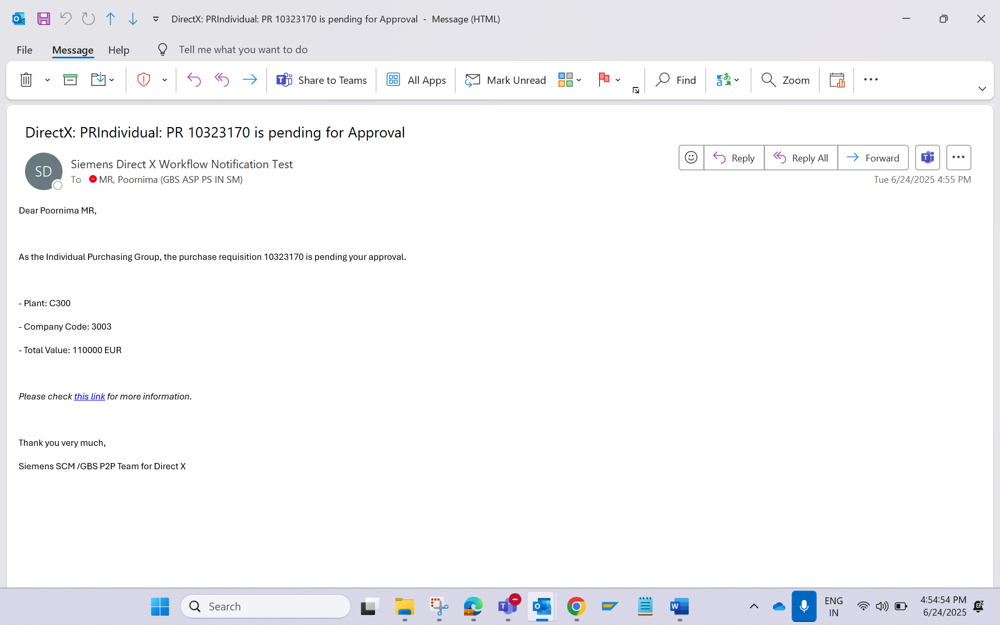 DirectX: PRIndividual: PR 10323170 is pending for Approval - Message (HTML)
File Message Help Tell me what you want to do
Share to Teams All Apps Mark Unread Find Zoom
DirectX: PRIndividual: PR 10323170 is pending for Approval
SD
Siemens Direct X Workflow Notification Test
To MR, Poornima (GBS ASP PS IN SM)
Reply Reply All Forward
Tue 6/24/2025 4:55 PM
Dear Poornima MR,
As the Individual Purchasing Group, the purchase requisition 10323170 is pending your approval.
- Plant: C300
- Company Code: 3003
- Total Value: 110000 EUR
Please check this link for more information.
Thank you very much,
Siemens SCM /GBS P2P Team for Direct X
Search
ENG
IN
4:54:54 PM
6/24/2025